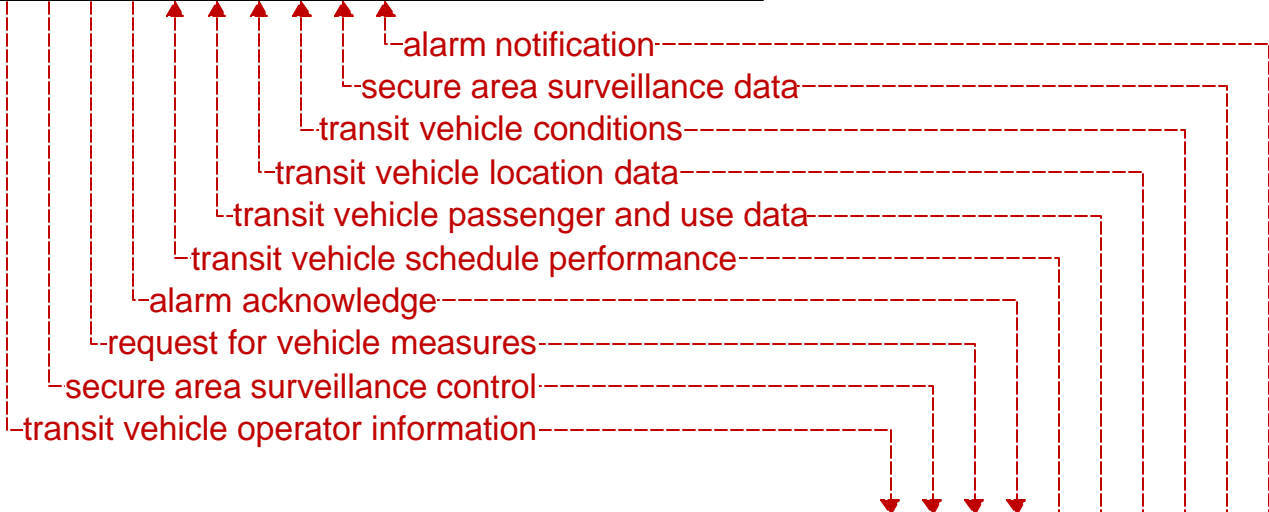 alarm notification
secure area surveillance data
transit vehicle conditions
transit vehicle location data
transit vehicle passenger and use data
transit vehicle schedule performance
alarm acknowledge
request for vehicle measures
secure area surveillance control
transit vehicle operator information